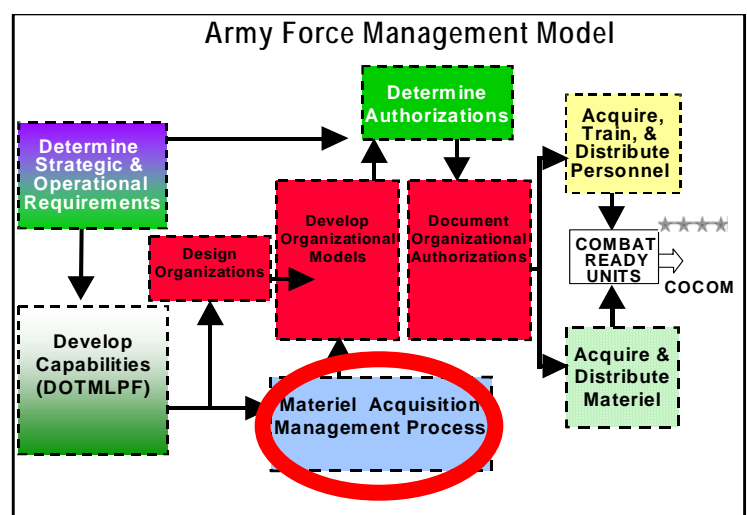 Army Force Management Model
Determine
Authorizations
Determine
Strategic &
Operational
Requirements
Acquire,
Train, &
Distribute
Personnel
Develop
Organizational
Models
Document
Organizational
Authorizations
Design
Organizations
COMBAT
READY
UNITS
COCOM
Develop
Capabilities
(DOTMLPF)
Materiel Acquisition
Management Process
Acquire &
Distribute
Materiel